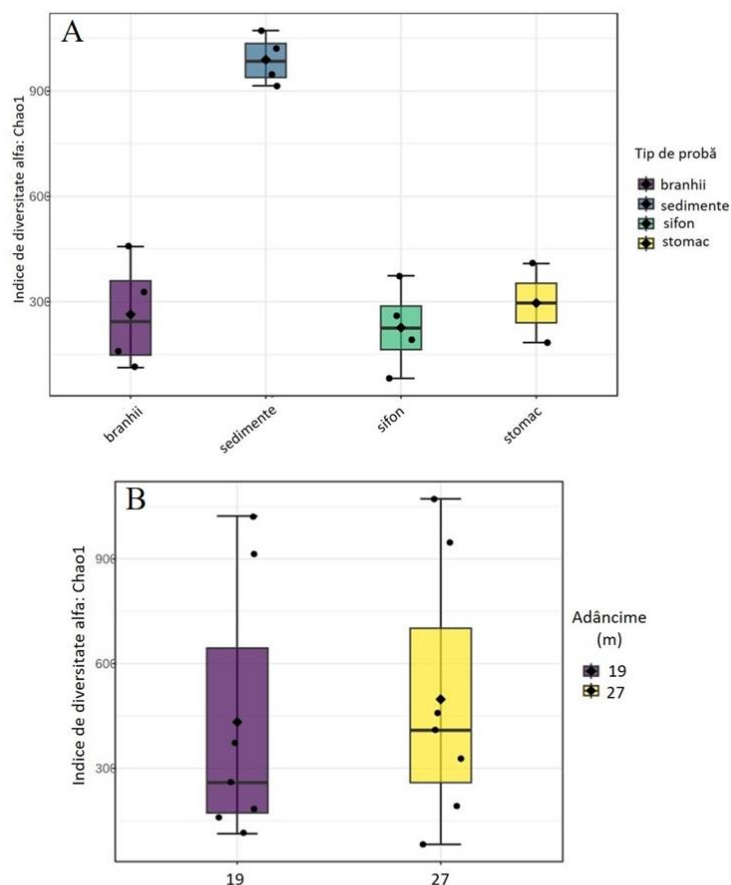 A
Indice de diversitate alfa: Chao1
900
600
300
branhii
sedimente
sifon
stomac
Tip de probă
branhii
sedimente
sifon
stomac
B
Indice de diversitate alfa: Chao1
900
600
300
19
27
Adâncime
(m)
19
27